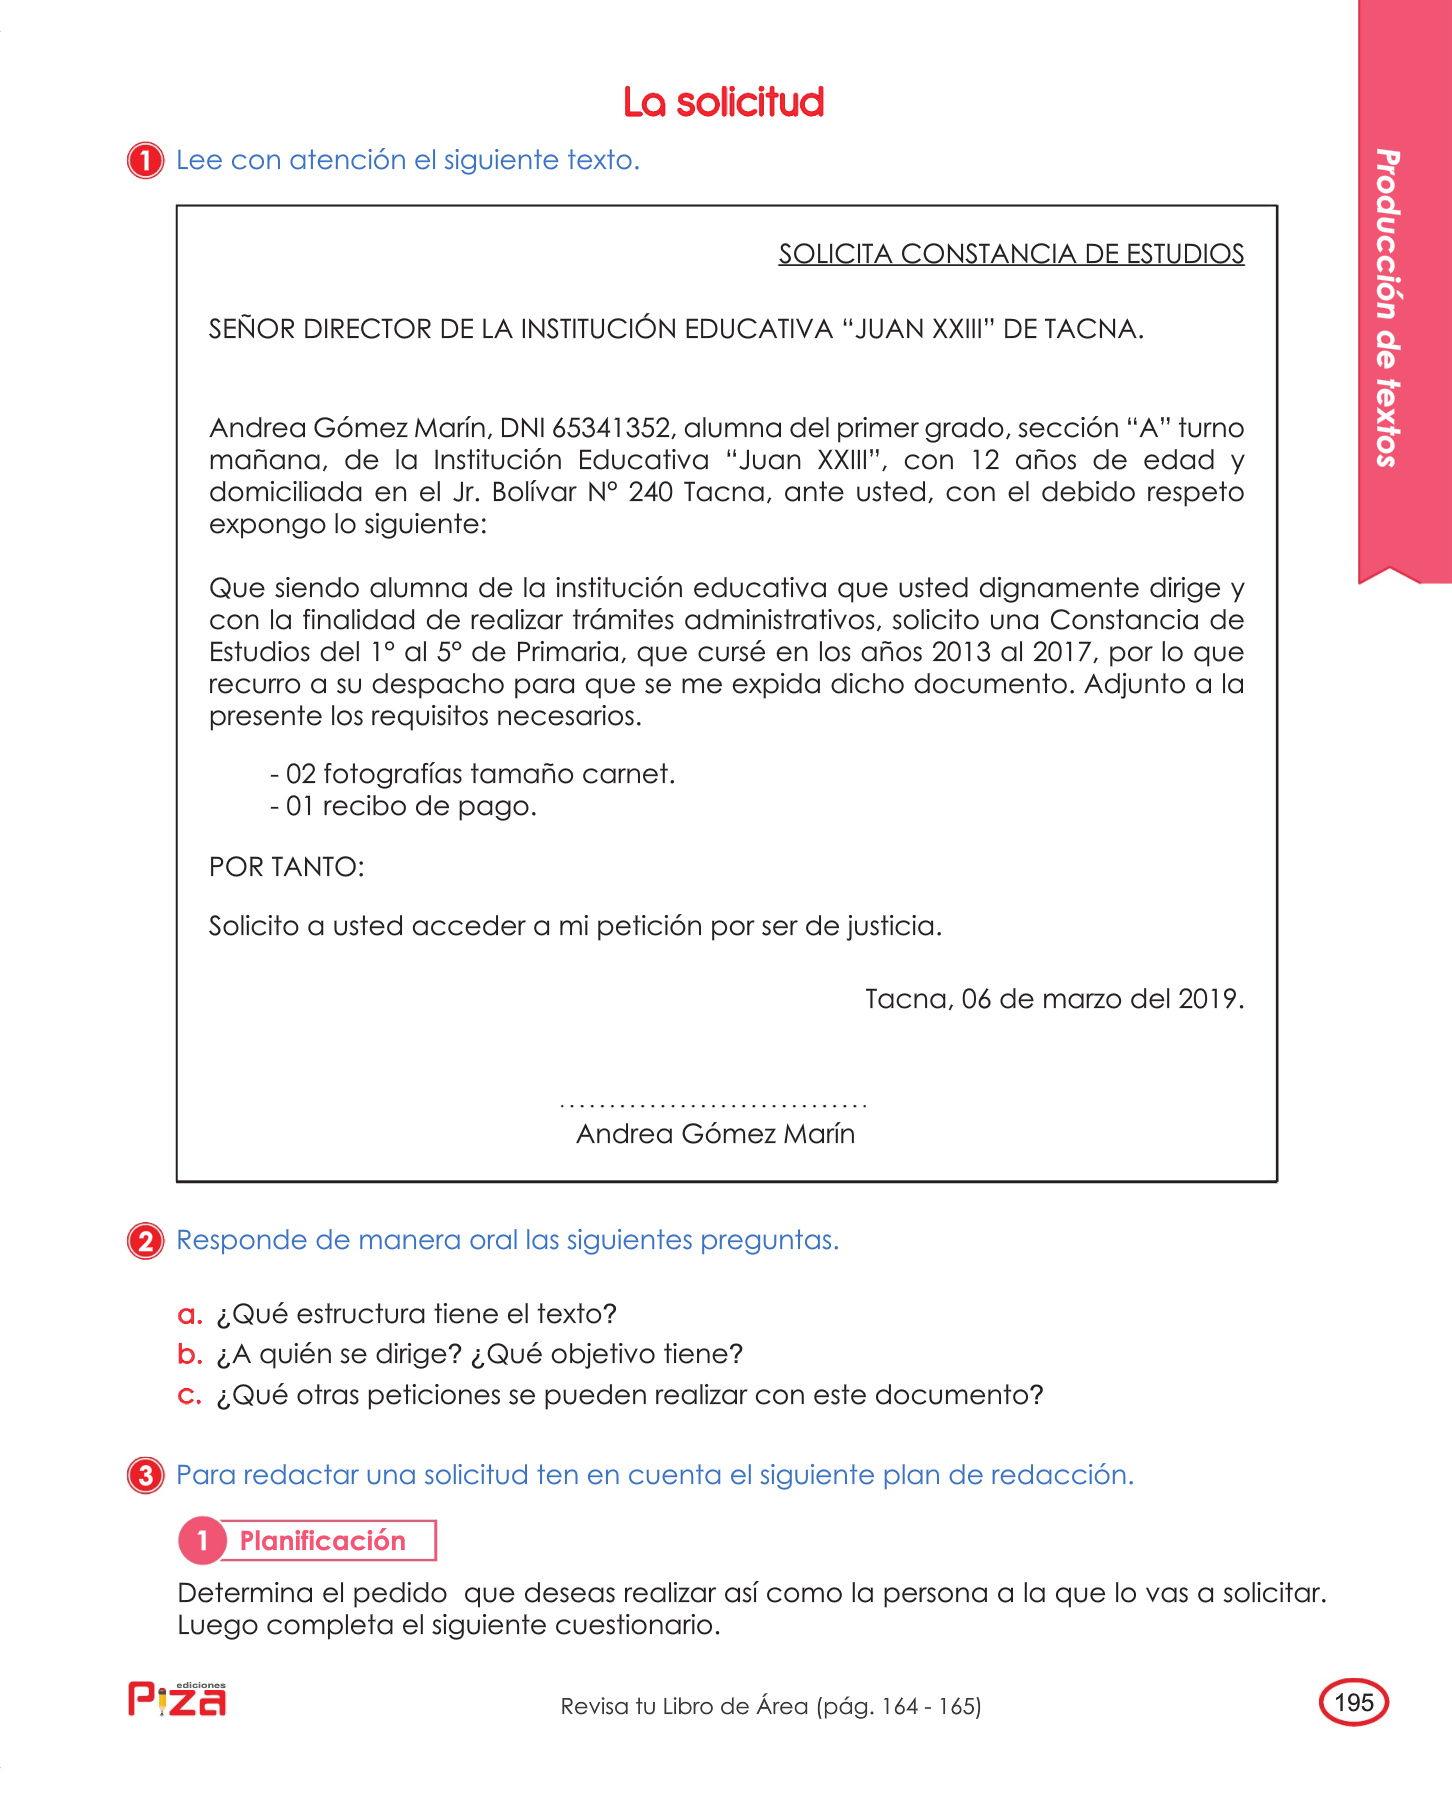 La solicitud
1 Lee con atención el siguiente texto.
SOLICITA CONSTANCIA DE ESTUDIOS
SEÑOR DIRECTOR DE LA INSTITUCIÓN EDUCATIVA “JUAN XXIII” DE TACNA.
Andrea Gómez Marín, DNI 65341352, alumna del primer grado, sección “A” turno
mañana, de la Institución Educativa “Juan XXIII”, con 12 años de edad y
domiciliada en el Jr. Bolívar N° 240 Tacna, ante usted, con el debido respeto
expongo lo siguiente:
Que siendo alumna de la institución educativa que usted dignamente dirige y
con la finalidad de realizar trámites administrativos, solicito una Constancia de
Estudios del 1° al 5° de Primaria, que cursé en los años 2013 al 2017, por lo que
recurro a su despacho para que se me expida dicho documento. Adjunto a la
presente los requisitos necesarios.
- 02 fotografías tamaño carnet.
- 01 recibo de pago.
POR TANTO:
Solicito a usted acceder a mi petición por ser de justicia.
Tacna, 06 de marzo del 2019.
...............................
Andrea Gómez Marín
2 Responde de manera oral las siguientes preguntas.
a. ¿Qué estructura tiene el texto?
b. ¿A quién se dirige? ¿Qué objetivo tiene?
c. ¿Qué otras peticiones se pueden realizar con este documento?
3 Para redactar una solicitud ten en cuenta el siguiente plan de redacción.
1 Planificación
Determina el pedido  que deseas realizar así como la persona a la que lo vas a solicitar.
Luego completa el siguiente cuestionario.
ediciones
Piza
Revisa tu Libro de Área (pág. 164 - 165)
195
Producción de textos